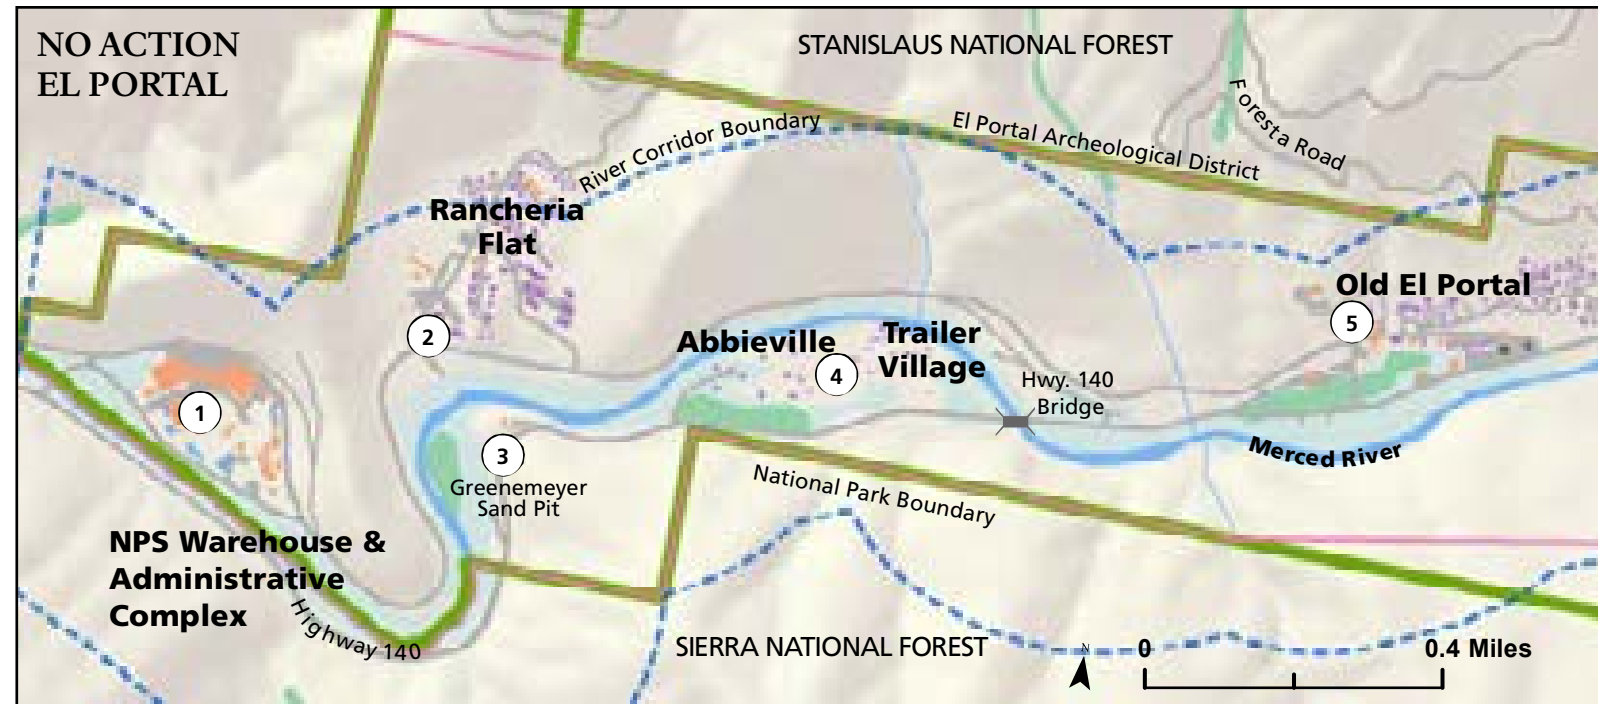 NO ACTION
EL PORTAL
STANISLAUS NATIONAL FOREST
Foresta Road
El Portal Archeological District
River Corridor Boundary
Rancheria
Flat
Old El Portal
5
2
Abbieville
Trailer
Village
4
Hwy. 140
Bridge
1
3
Greenemeyer
Sand Pit
Merced River
National Park Boundary
NPS Warehouse &
Administrative
Complex
Highway 140
SIERRA NATIONAL FOREST
N
0
0.4 Miles